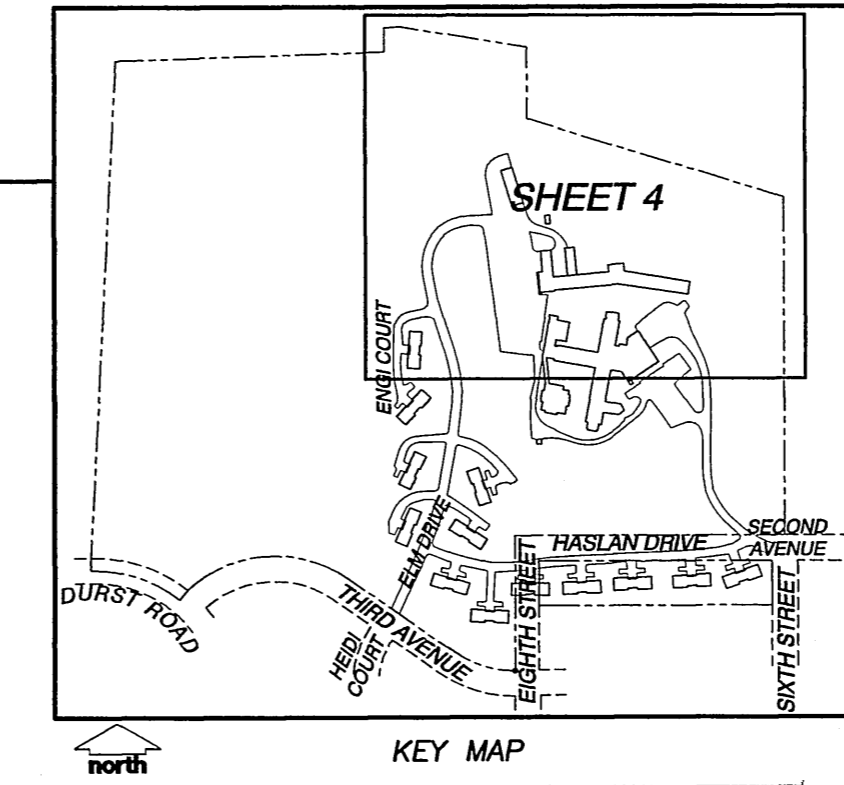 SHEET 4
ENGI COURT
ELM DRIVE
HASLAN DRIVE
SECOND
AVENUE
DURST ROAD
THIRD AVENUE
HEIDI
COURT
EIGHTH STREET
SIXTH STREET
KEY MAP
north